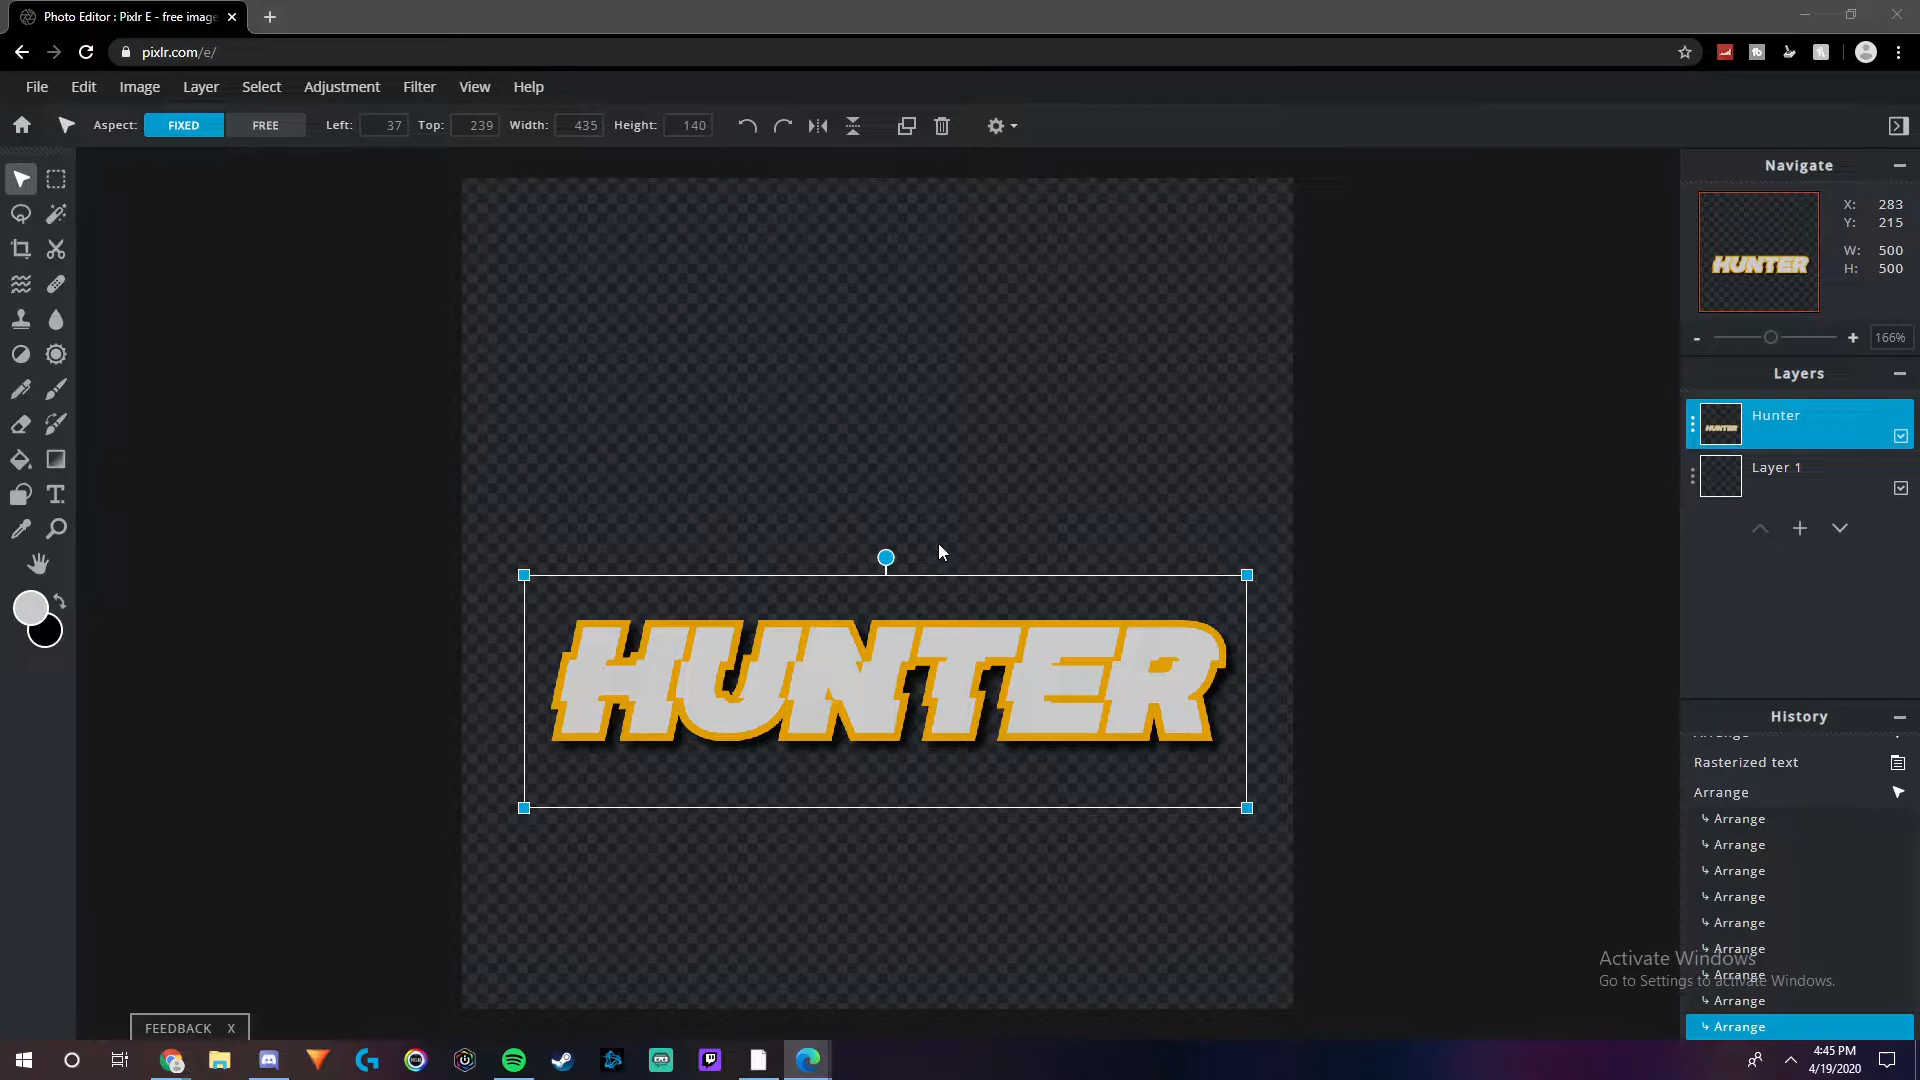 Photo Editor : Pixlr E - free image
pixlr.com/e/
File Edit Image Layer Select Adjustment Filter View Help
Aspect: FIXED FREE Left: 37 Top: 239 Width: 435 Height: 140
Navigate
X: 283
Y: 215
W: 500
H: 500
HUNTER
- + 166%
Layers
Hunter
HUNTER
Layer 1
HUNTER
History
Arrange
Rasterized text
Arrange
Arrange
Arrange
Arrange
Arrange
Arrange
Arrange
Arrange
Arrange
Arrange
Activate Windows
Go to Settings to activate Windows.
FEEDBACK X
4:45 PM
4/19/2020